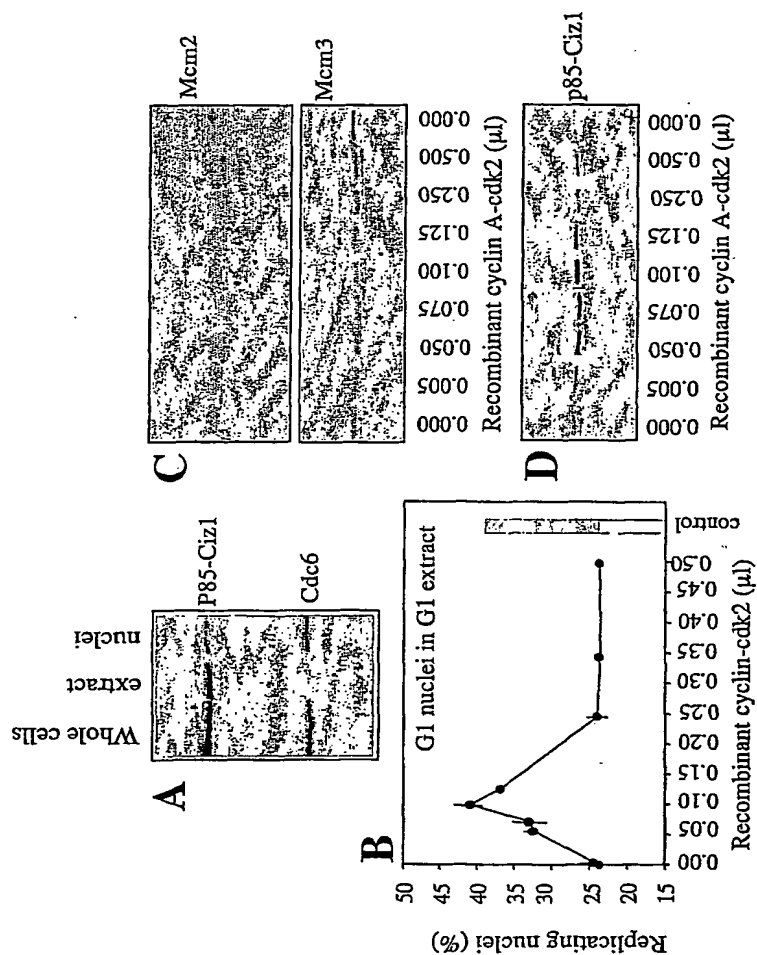 A
Whole cells
extract
nuclei
P85-Ciz1
Cdc6
B
G1 nuclei in G1 extract
Replicating nuclei (%)
50
45
40
35
30
25
20
15
0.00
0.05
0.10
0.15
0.20
0.25
0.30
0.35
0.40
0.45
0.50
control
Recombinant cyclin-cdk2 (µl)
C
Mcm2
Mcm3
0.000 0.005 0.050 0.075 0.100 0.125 0.250 0.500 0.000
Recombinant cyclin A-cdk2 (µl)
D
p85-Ciz1
0.000 0.005 0.050 0.075 0.100 0.125 0.250 0.500 0.000
Recombinant cyclin A-cdk2 (µl)